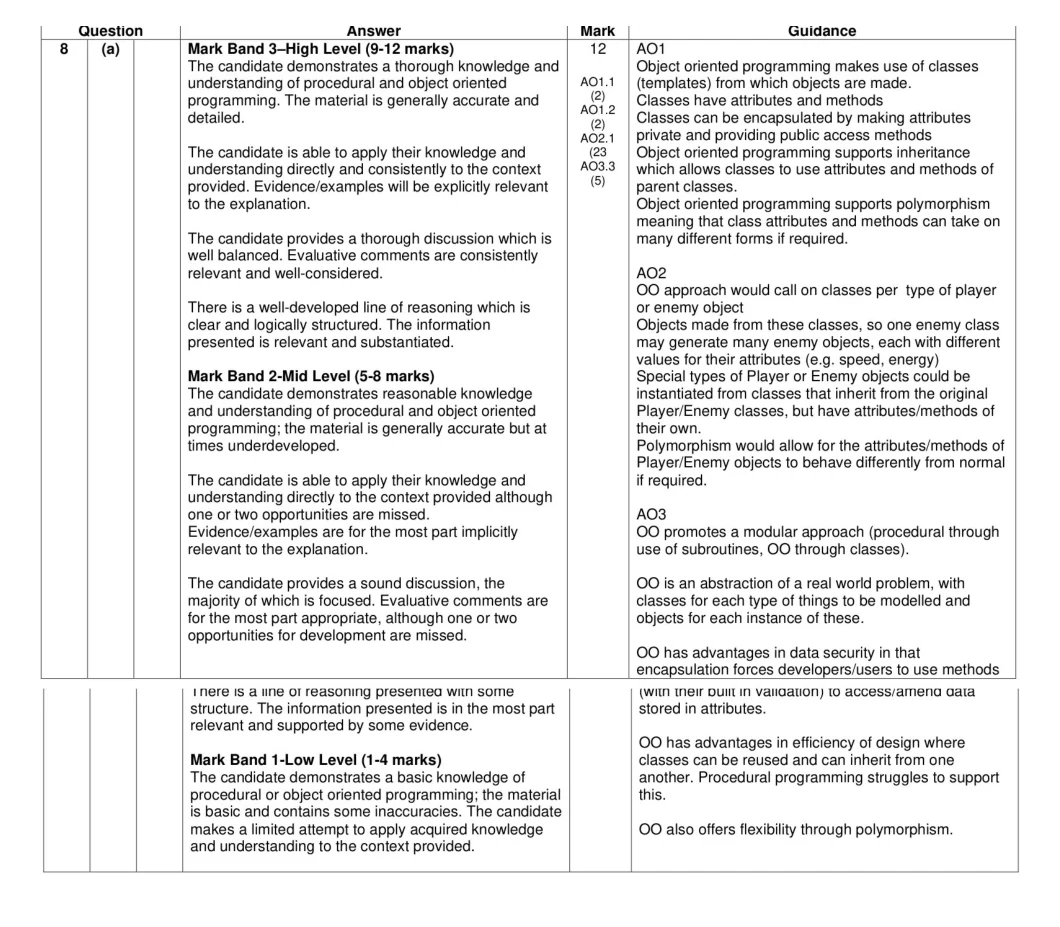 Question Answer Mark Guidance
8 (a)
Mark Band 3–High Level (9-12 marks)
The candidate demonstrates a thorough knowledge and
understanding of procedural and object oriented
programming. The material is generally accurate and
detailed.
The candidate is able to apply their knowledge and
understanding directly and consistently to the context
provided. Evidence/examples will be explicitly relevant
to the explanation.
The candidate provides a thorough discussion which is
well balanced. Evaluative comments are consistently
relevant and well-considered.
There is a well-developed line of reasoning which is
clear and logically structured. The information
presented is relevant and substantiated.
Mark Band 2-Mid Level (5-8 marks)
The candidate demonstrates reasonable knowledge
and understanding of procedural and object oriented
programming; the material is generally accurate but at
times underdeveloped.
The candidate is able to apply their knowledge and
understanding directly to the context provided although
one or two opportunities are missed.
Evidence/examples are for the most part implicitly
relevant to the explanation.
The candidate provides a sound discussion, the
majority of which is focused. Evaluative comments are
for the most part appropriate, although one or two
opportunities for development are missed.
There is a line of reasoning presented with some
structure. The information presented is in the most part
relevant and supported by some evidence.
Mark Band 1-Low Level (1-4 marks)
The candidate demonstrates a basic knowledge of
procedural or object oriented programming; the material
is basic and contains some inaccuracies. The candidate
makes a limited attempt to apply acquired knowledge
and understanding to the context provided.
12
AO1.1
(2)
AO1.2
(2)
AO2.1
(23
AO3.3
(5)
AO1
Object oriented programming makes use of classes
(templates) from which objects are made.
Classes have attributes and methods
Classes can be encapsulated by making attributes
private and providing public access methods
Object oriented programming supports inheritance
which allows classes to use attributes and methods of
parent classes.
Object oriented programming supports polymorphism
meaning that class attributes and methods can take on
many different forms if required.
AO2
OO approach would call on classes per type of player
or enemy object
Objects made from these classes, so one enemy class
may generate many enemy objects, each with different
values for their attributes (e.g. speed, energy)
Special types of Player or Enemy objects could be
instantiated from classes that inherit from the original
Player/Enemy classes, but have attributes/methods of
their own.
Polymorphism would allow for the attributes/methods of
Player/Enemy objects to behave differently from normal
if required.
AO3
OO promotes a modular approach (procedural through
use of subroutines, OO through classes).
OO is an abstraction of a real world problem, with
classes for each type of things to be modelled and
objects for each instance of these.
OO has advantages in data security in that
encapsulation forces developers/users to use methods
(with their built in validation) to access/amend data
stored in attributes.
OO has advantages in efficiency of design where
classes can be reused and can inherit from one
another. Procedural programming struggles to support
this.
OO also offers flexibility through polymorphism.